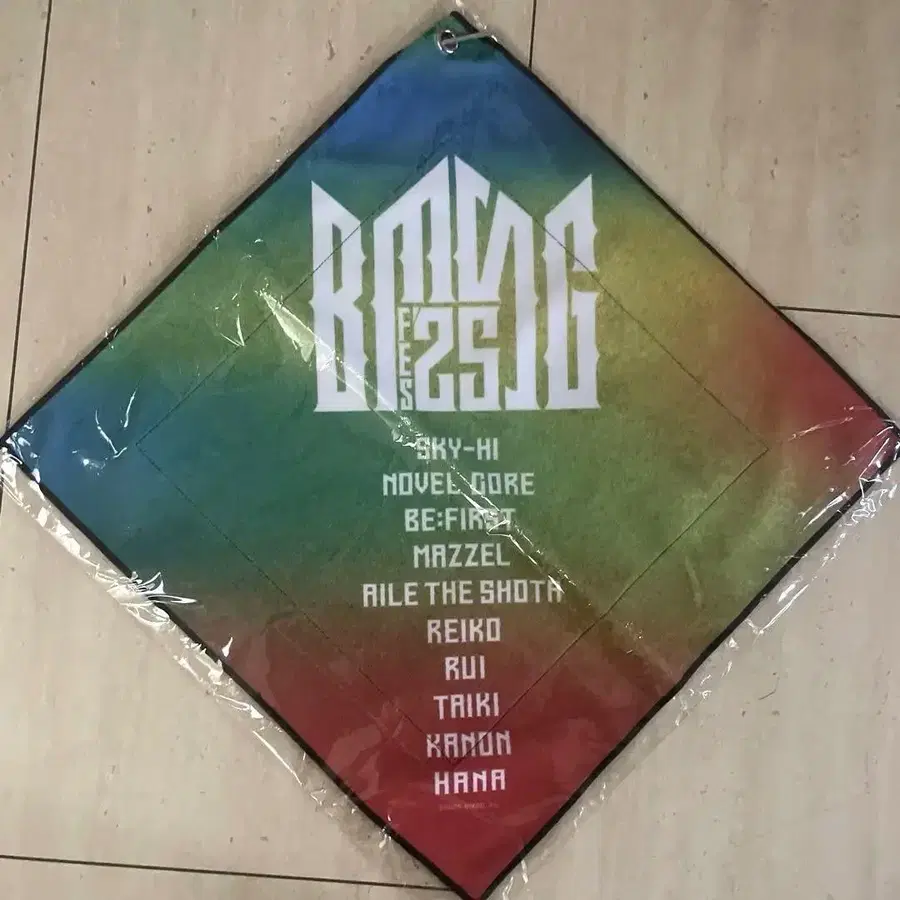 BMSG
FES '25
SKY-HI
NOVEL CORE
BE:FIRST
MAZZEL
AILE THE SHOTA
REIKO
RUI
TAIKI
KANON
HANA